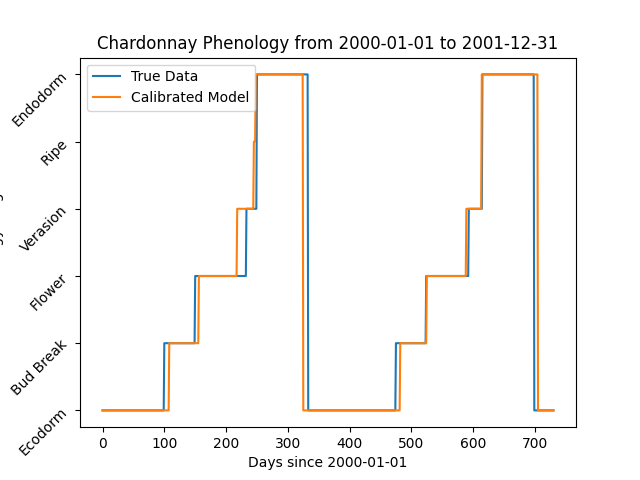 Chardonnay Phenology from 2000-01-01 to 2001-12-31
True Data
Calibrated Model
Endodorm
Ripe
Verasion
Flower
Bud Break
Ecodorm
0 100 200 300 400 500 600 700
Days since 2000-01-01